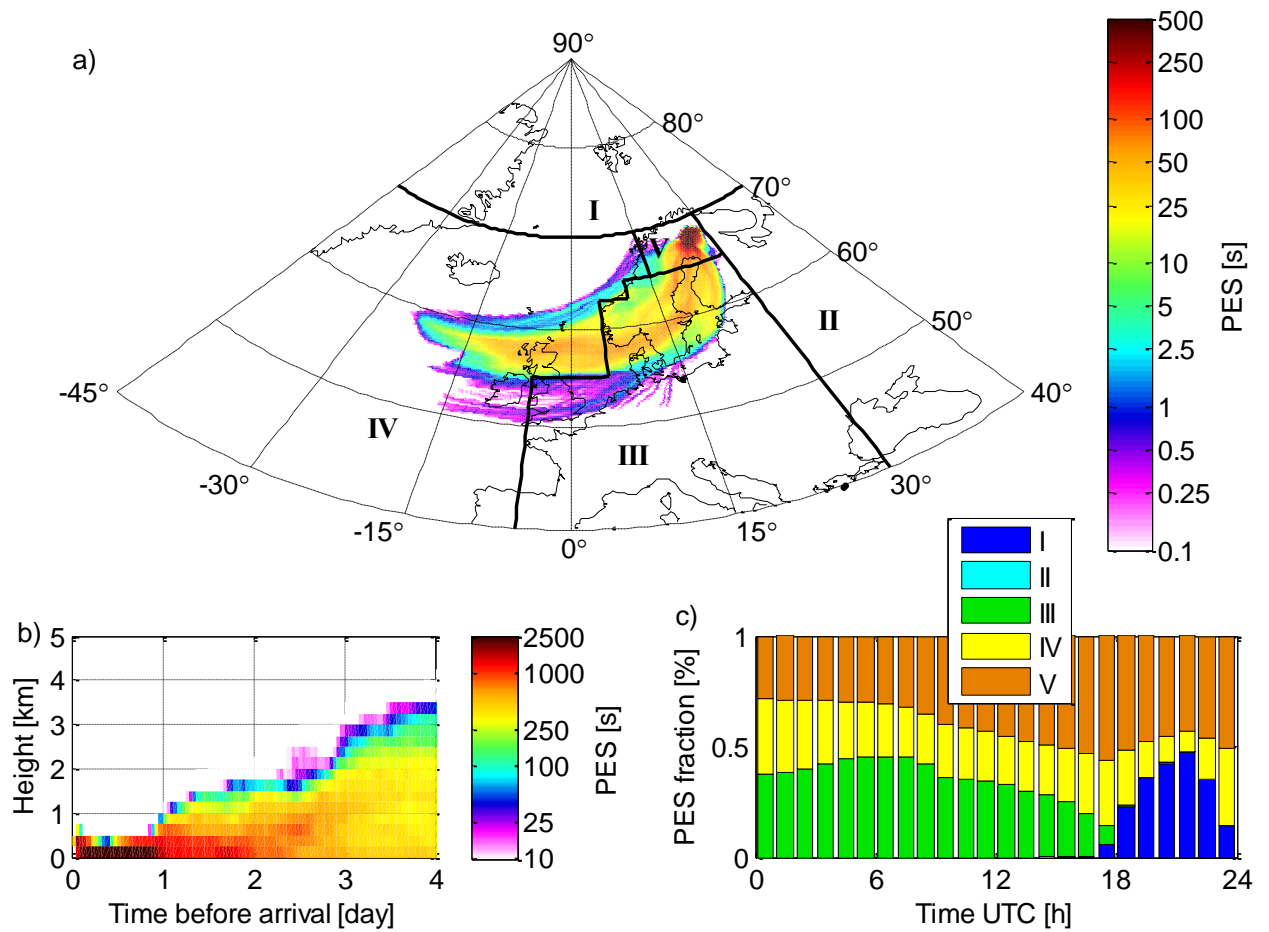 a)
90°
80°
70°
60°
50°
40°
30°
15°
0°
-15°
-30°
-45°
I
II
III
IV
V
500
250
100
50
25
10
5
2.5
1
0.5
0.25
0.1
PES [s]
b)
5
4
3
2
1
0
Height [km]
0 1 2 3 4
Time before arrival [day]
2500
1000
250
100
25
10
PES [s]
c)
I
II
III
IV
V
1
0.5
0
PES fraction [%]
0 6 12 18 24
Time UTC [h]